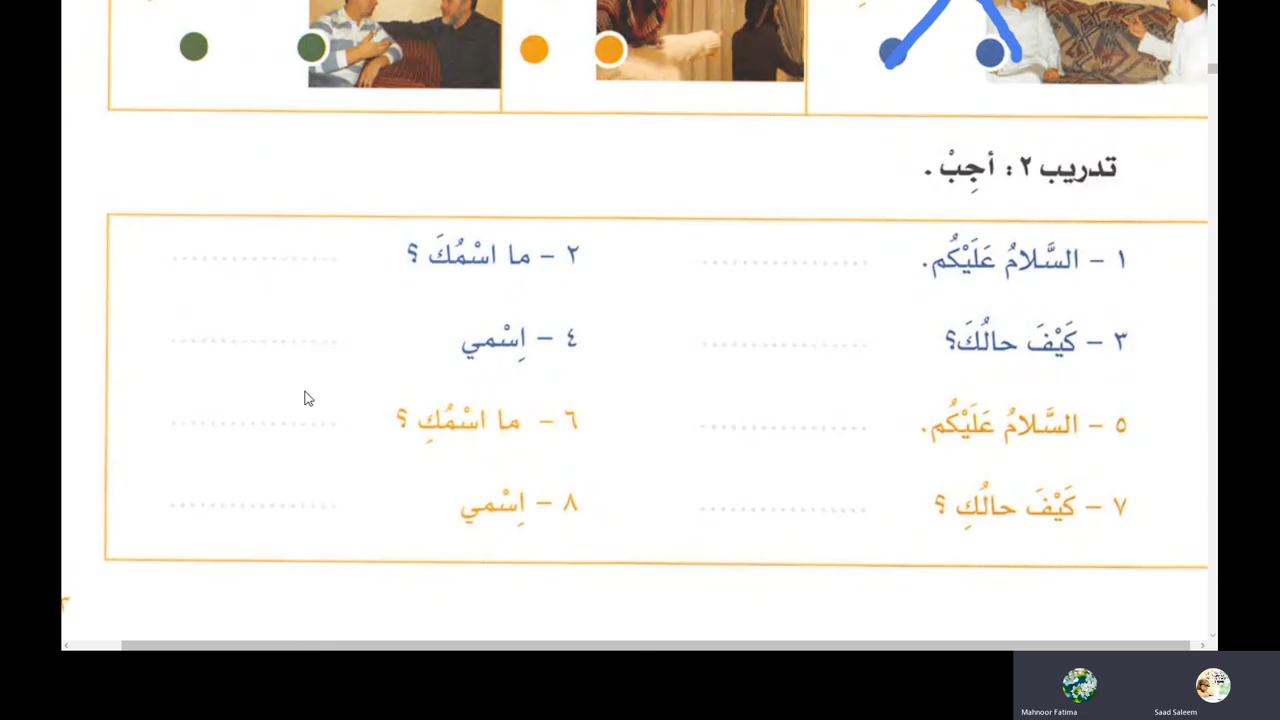 تدريب ٢ : أجِبْ .
١ – السَّلامُ عَلَيْكُم. ..................
٢ – ما اسْمُكَ ؟ ..................
٣ – كَيْفَ حالُكَ؟ ..................
٤ – اِسْمي ..................
٥ – السَّلامُ عَلَيْكُم. ..................
٦ – ما اسْمُكِ ؟ ..................
٧ – كَيْفَ حالُكِ ؟ ..................
٨ – اِسْمي ..................
Mahnoor Fatima
Saad Saleem